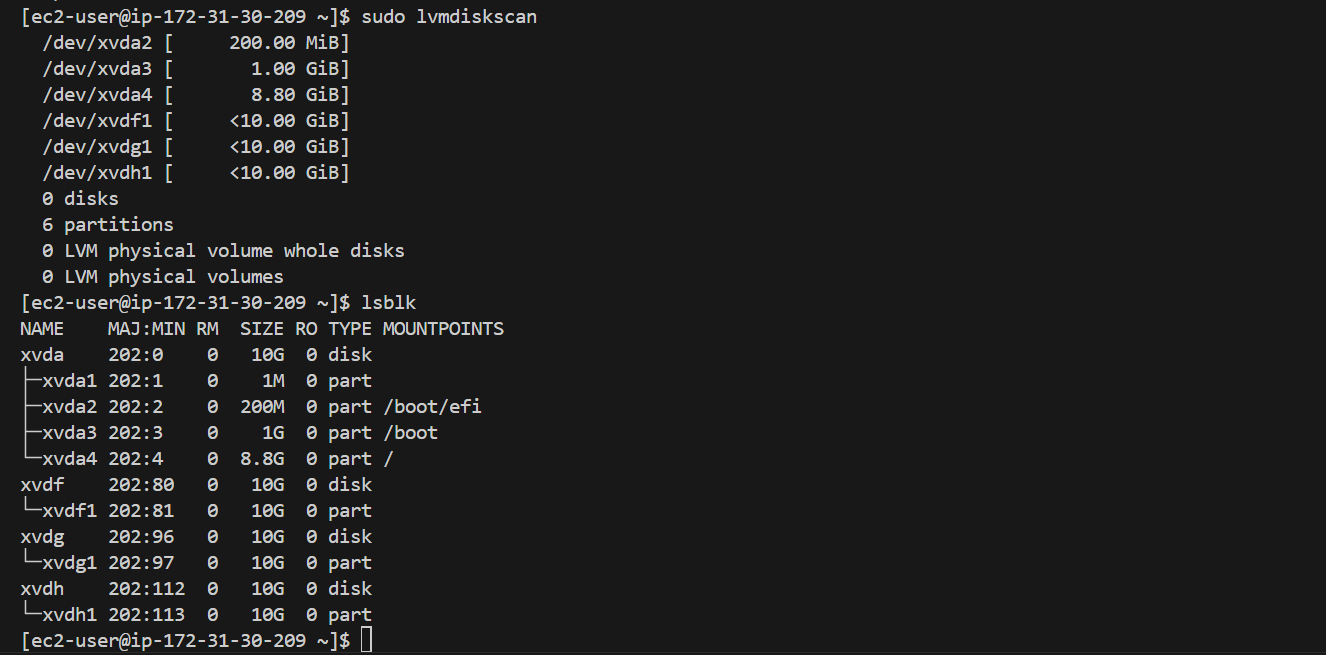 [ec2-user@ip-172-31-30-209 ~]$ sudo lvmdiskscan
  /dev/xvda2 [     200.00 MiB]
  /dev/xvda3 [       1.00 GiB]
  /dev/xvda4 [       8.80 GiB]
  /dev/xvdf1 [     <10.00 GiB]
  /dev/xvdg1 [     <10.00 GiB]
  /dev/xvdh1 [     <10.00 GiB]
  0 disks
  6 partitions
  0 LVM physical volume whole disks
  0 LVM physical volumes
[ec2-user@ip-172-31-30-209 ~]$ lsblk
NAME    MAJ:MIN RM  SIZE RO TYPE MOUNTPOINTS
xvda    202:0    0   10G  0 disk
├─xvda1 202:1    0    1M  0 part
├─xvda2 202:2    0  200M  0 part /boot/efi
├─xvda3 202:3    0    1G  0 part /boot
└─xvda4 202:4    0  8.8G  0 part /
xvdf    202:80   0   10G  0 disk
└─xvdf1 202:81   0   10G  0 part
xvdg    202:96   0   10G  0 disk
└─xvdg1 202:97   0   10G  0 part
xvdh    202:112  0   10G  0 disk
└─xvdh1 202:113  0   10G  0 part
[ec2-user@ip-172-31-30-209 ~]$